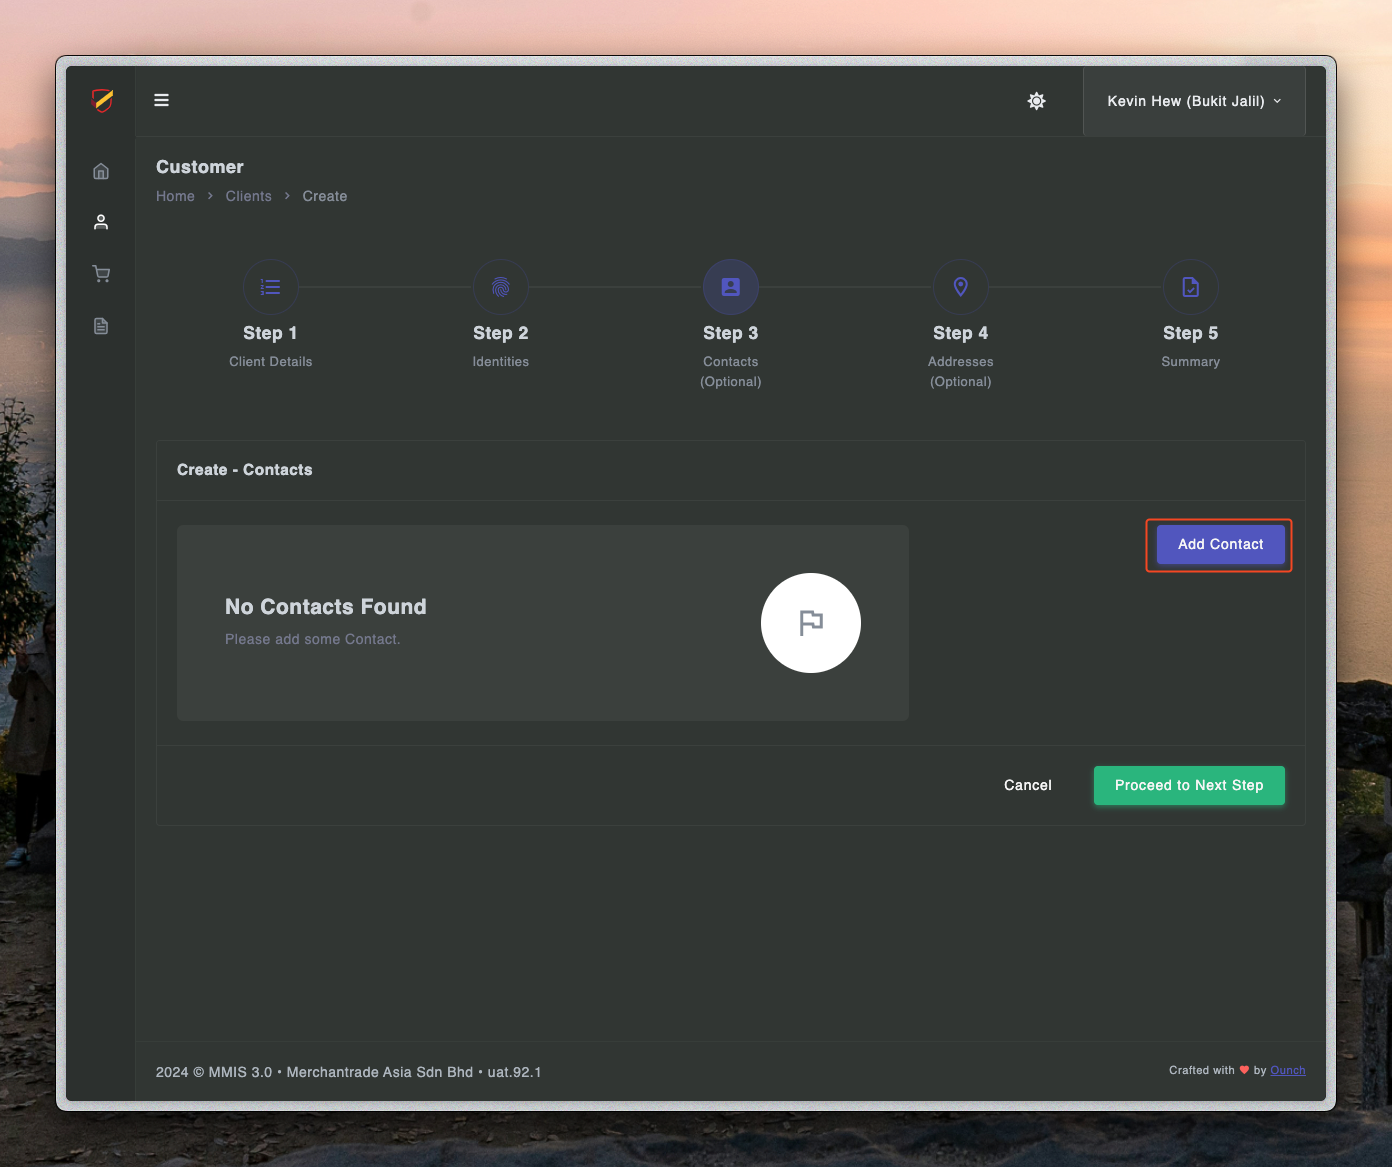 Kevin Hew (Bukit Jalil)
Customer
Home > Clients > Create
Step 1
Client Details
Step 2
Identities
Step 3
Contacts
(Optional)
Step 4
Addresses
(Optional)
Step 5
Summary
Create - Contacts
Add Contact
No Contacts Found
Please add some Contact.
Cancel
Proceed to Next Step
2024 © MMIS 3.0 • Merchantrade Asia Sdn Bhd • uat.92.1
Crafted with ♥ by Ounch